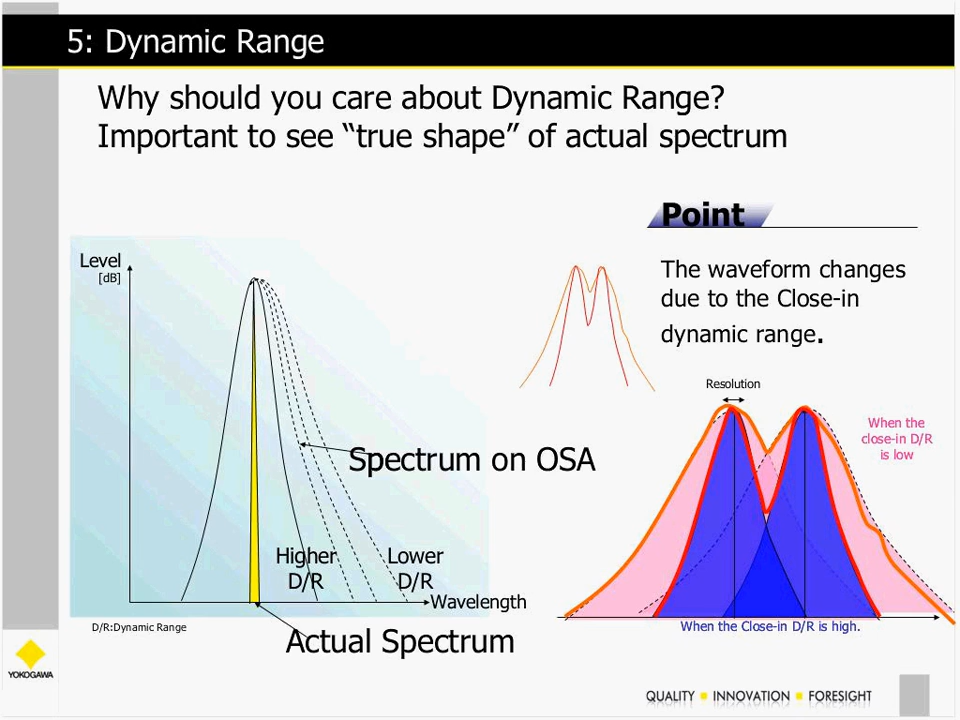 5: Dynamic Range
Why should you care about Dynamic Range?
Important to see “true shape” of actual spectrum
Point
The waveform changes
due to the Close-in
dynamic range.
Level
[dB]
Spectrum on OSA
Higher
D/R
Lower
D/R
Wavelength
D/R:Dynamic Range
Actual Spectrum
Resolution
When the
close-in D/R
is low
When the Close-in D/R is high.
YOKOGAWA
QUALITY ■ INNOVATION ■ FORESIGHT